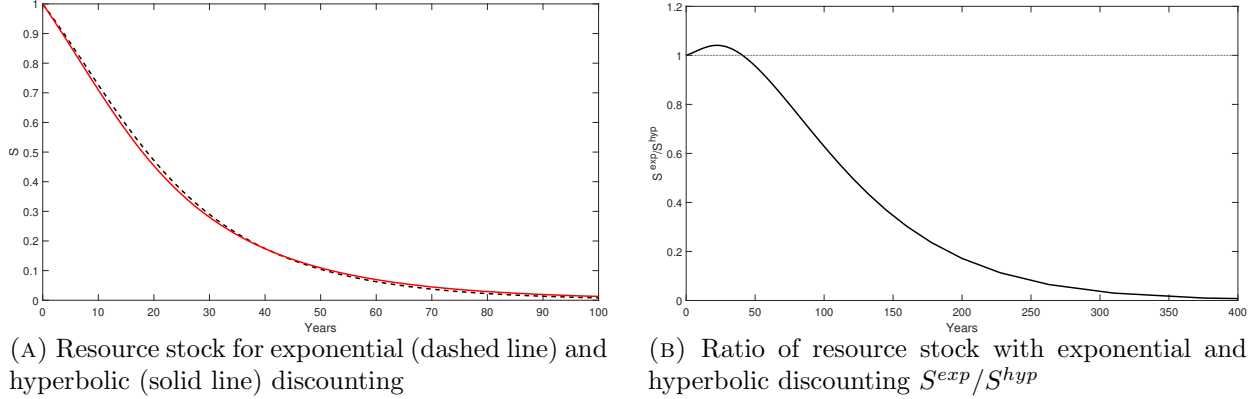 1
0.9
0.8
0.7
0.6
0.5
0.4
0.3
0.2
0.1
0
S
0 10 20 30 40 50 60 70 80 90 100
Years
(A) Resource stock for exponential (dashed line) and
hyperbolic (solid line) discounting
1.2
1
0.8
0.6
0.4
0.2
0
S^exp/S^hyp
0 50 100 150 200 250 300 350 400
Years
(B) Ratio of resource stock with exponential and
hyperbolic discounting S^exp/S^hyp